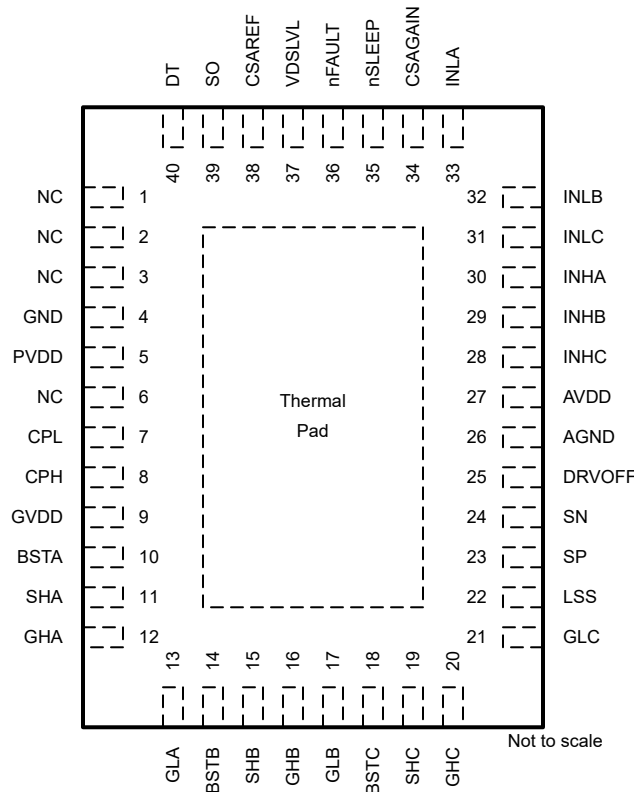 DT SO CSAREF VDSLVL nFAULT nSLEEP CSAGAIN INLA
40 39 38 37 36 35 34 33
NC 1 32 INLB
NC 2 31 INLC
NC 3 30 INHA
GND 4 29 INHB
PVDD 5 28 INHC
NC 6 27 AVDD
Thermal
Pad
CPL 7 26 AGND
CPH 8 25 DRVOFF
GVDD 9 24 SN
BSTA 10 23 SP
SHA 11 22 LSS
GHA 12 21 GLC
13 14 15 16 17 18 19 20
GLA BSTB SHB GHB GLB BSTC SHC GHC
Not to scale